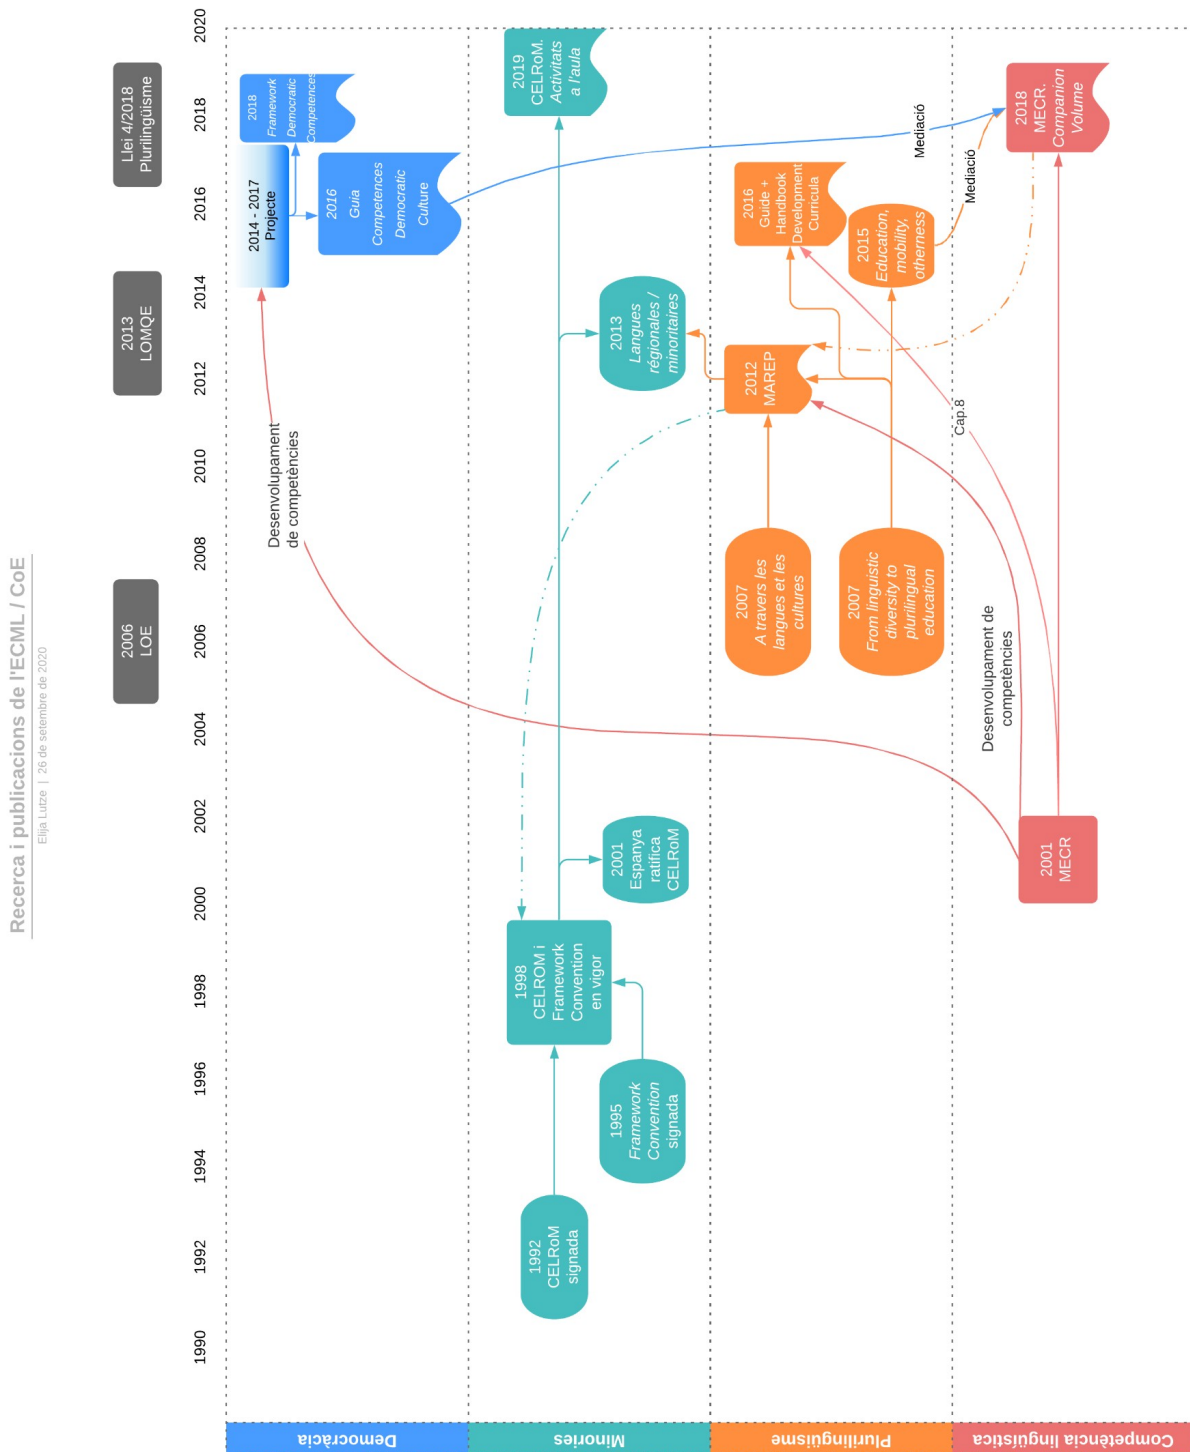 Recerca i publicacions de l'ECML / CoE
Elija Lutze | 26 de setembre de 2020
2006
LOE
2013
LOMQE
Llei 4/2018
Plurilingüisme
1990
1992
1994
1996
1998
2000
2002
2004
2006
2008
2010
2012
2014
2016
2018
2020
Democràcia
Desenvolupament
de competències
2014 - 2017
Projecte
2018
Framework
Democratic
Competences
2016
Guia
Competences
Democratic
Culture
Minories
1992
CELRoM
signada
1995
Framework
Convention
signada
1998
CELROM i
Framework
Convention
en vigor
2001
Espanya
ratifica
CELRoM
2013
Langues
régionales /
minoritaires
2019
CELRoM.
Activitats
a l'aula
Plurilingüisme
2007
A travers les
langues et les
cultures
2007
From linguistic
diversity to
plurilingual
education
2012
MAREP
2016
Guide +
Handbook
Development
Curricula
2015
Education,
mobility,
otherness
Mediació
Mediació
Cap.8
Competència lingüística
2001
MECR
Desenvolupament de
competències
2018
MECR.
Companion
Volume